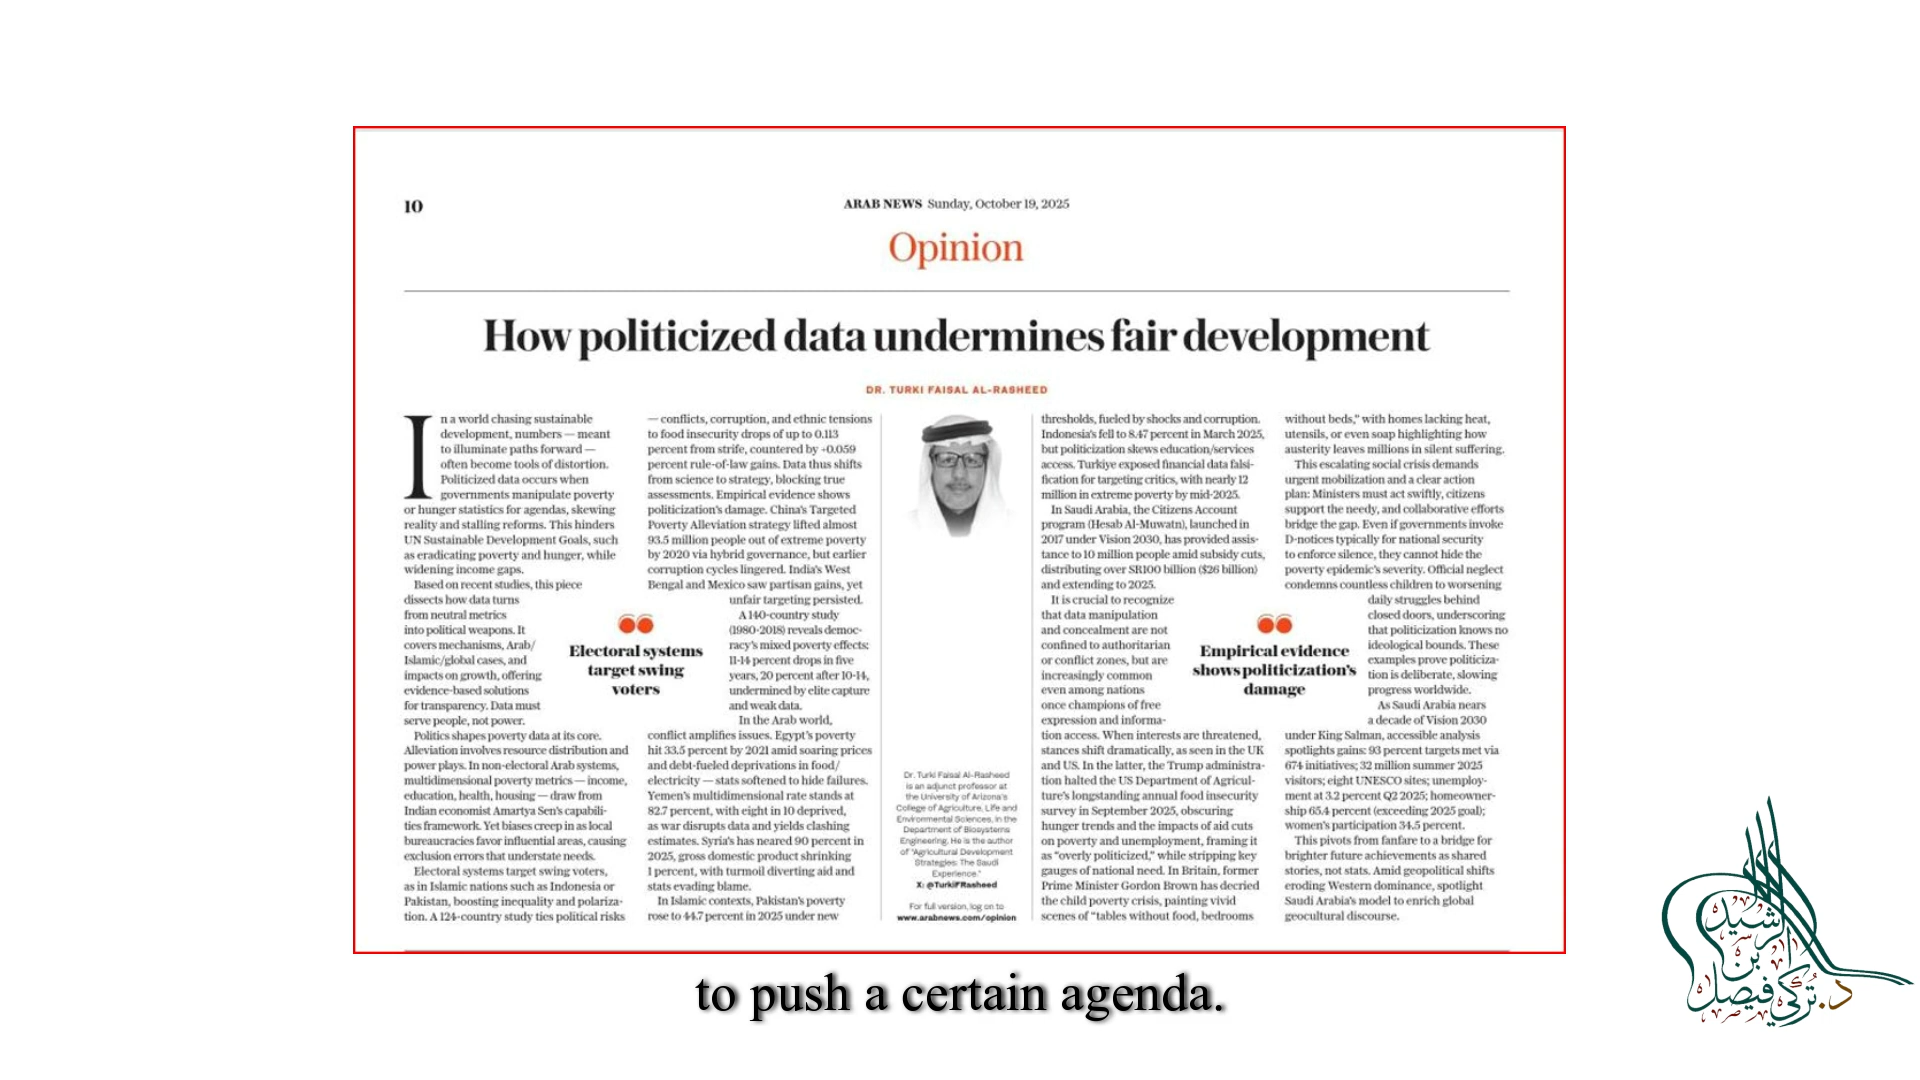 10
ARAB NEWS Sunday, October 19, 2025
Opinion
How politicized data undermines fair development
DR. TURKI FAISAL AL-RASHEED
In a world chasing sustainable
development, numbers — meant
to illuminate paths forward —
often become tools of distortion.
Politicized data occurs when
governments manipulate poverty
or hunger statistics for agendas, skewing
reality and stalling reforms. This hinders
UN Sustainable Development Goals, such
as eradicating poverty and hunger, while
widening income gaps.
Based on recent studies, this piece
dissects how data turns
from neutral metrics
into political weapons. It
covers mechanisms, Arab/
Islamic/global cases, and
impacts on growth, offering
evidence-based solutions
for transparency. Data must
serve people, not power.
Politics shapes poverty data at its core.
Alleviation involves resource distribution and
power plays. In non-electoral Arab systems,
multidimensional poverty metrics — income,
education, health, housing — draw from
Indian economist Amartya Sen's capabili-
ties framework. Yet biases creep in as local
bureaucracies favor influential areas, causing
exclusion errors that understate needs.
Electoral systems target swing voters,
as in Islamic nations such as Indonesia or
Pakistan, boosting inequality and polariza-
tion. A 124-country study ties political risks
Electoral systems
target swing
voters
— conflicts, corruption, and ethnic tensions
to food insecurity drops of up to 0.113
percent from strife, countered by +0.059
percent rule-of-law gains. Data thus shifts
from science to strategy, blocking true
assessments. Empirical evidence shows
politicization's damage. China's Targeted
Poverty Alleviation strategy lifted almost
93.5 million people out of extreme poverty
by 2020 via hybrid governance, but earlier
corruption cycles lingered. India's West
Bengal and Mexico saw partisan gains, yet
unfair targeting persisted.
A 140-country study
(1980-2018) reveals democ-
racy's mixed poverty effects:
11-14 percent drops in five
years, 20 percent after 10-14,
undermined by elite capture
and weak data.
In the Arab world,
conflict amplifies issues. Egypt's poverty
hit 33.5 percent by 2021 amid soaring prices
and debt-fueled deprivations in food/
electricity — stats softened to hide failures.
Yemen's multidimensional rate stands at
82.7 percent, with eight in 10 deprived,
as war disrupts data and yields clashing
estimates. Syria's has neared 90 percent in
2025, gross domestic product shrinking
1 percent, with turmoil diverting aid and
stats evading blame.
In Islamic contexts, Pakistan's poverty
rose to 44.7 percent in 2025 under new
Dr. Turki Faisal Al-Rasheed
is an adjunct professor at
the University of Arizona's
College of Agriculture, Life and
Environmental Sciences, in the
Department of Biosystems
Engineering. He is the author
of "Agricultural Development
Strategies: The Saudi
Experience."
X: @TurkiFRasheed
For full version, log on to
www.arabnews.com/opinion
thresholds, fueled by shocks and corruption.
Indonesia's fell to 8.47 percent in March 2025,
but politicization skews education/services
access. Turkiye exposed financial data falsi-
fication for targeting critics, with nearly 12
million in extreme poverty by mid-2025.
In Saudi Arabia, the Citizens Account
program (Hesab Al-Muwatn), launched in
2017 under Vision 2030, has provided assis-
tance to 10 million people amid subsidy cuts,
distributing over SR100 billion ($26 billion)
and extending to 2025.
It is crucial to recognize
that data manipulation
and concealment are not
confined to authoritarian
or conflict zones, but are
increasingly common
even among nations
once champions of free
expression and informa-
tion access. When interests are threatened,
stances shift dramatically, as seen in the UK
and US. In the latter, the Trump administra-
tion halted the US Department of Agricul-
ture's longstanding annual food insecurity
survey in September 2025, obscuring
hunger trends and the impacts of aid cuts
on poverty and unemployment, framing it
as "overly politicized," while stripping key
gauges of national need. In Britain, former
Prime Minister Gordon Brown has decried
the child poverty crisis, painting vivid
scenes of "tables without food, bedrooms
Empirical evidence
shows politicization's
damage
without beds," with homes lacking heat,
utensils, or even soap highlighting how
austerity leaves millions in silent suffering.
This escalating social crisis demands
urgent mobilization and a clear action
plan: Ministers must act swiftly, citizens
support the needy, and collaborative efforts
bridge the gap. Even if governments invoke
D-notices typically for national security
to enforce silence, they cannot hide the
poverty epidemic's severity. Official neglect
condemns countless children to worsening
daily struggles behind
closed doors, underscoring
that politicization knows no
ideological bounds. These
examples prove politiciza-
tion is deliberate, slowing
progress worldwide.
As Saudi Arabia nears
a decade of Vision 2030
under King Salman, accessible analysis
spotlights gains: 93 percent targets met via
674 initiatives; 32 million summer 2025
visitors; eight UNESCO sites; unemploy-
ment at 3.2 percent Q2 2025; homeowner-
ship 65.4 percent (exceeding 2025 goal);
women's participation 34.5 percent.
This pivots from fanfare to a bridge for
brighter future achievements as shared
stories, not stats. Amid geopolitical shifts
eroding Western dominance, spotlight
Saudi Arabia's model to enrich global
geocultural discourse.
to push a certain agenda.
د. تركي فيصل بن الرشيد